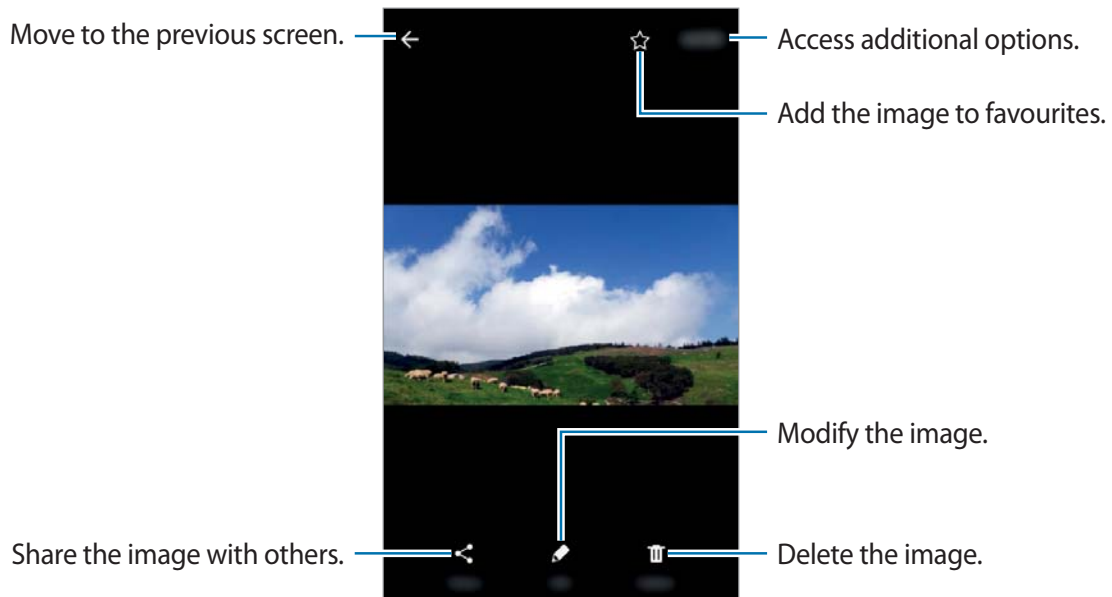 Move to the previous screen.
Access additional options.
Add the image to favourites.
Modify the image.
Share the image with others.
Delete the image.